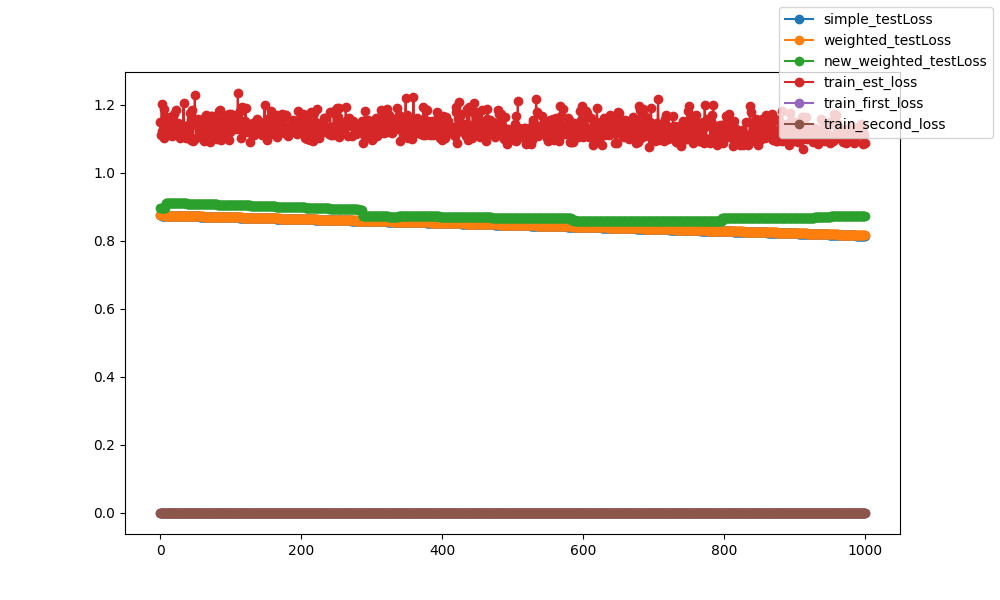 simple_testLoss
weighted_testLoss
new_weighted_testLoss
train_est_loss
train_first_loss
train_second_loss
1.2
1.0
0.8
0.6
0.4
0.2
0.0
0 200 400 600 800 1000